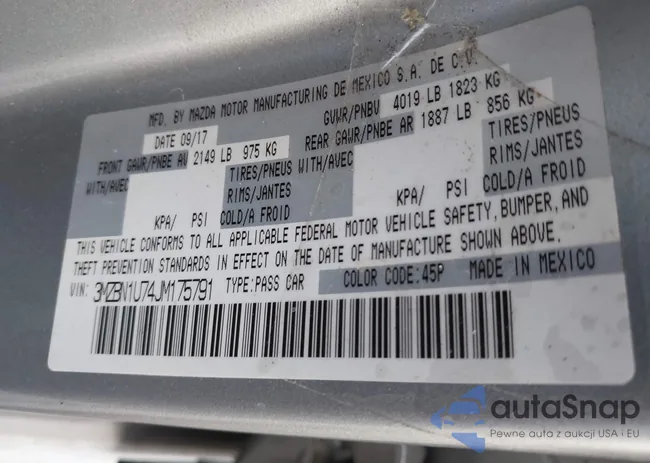 MFD. BY MAZDA MOTOR MANUFACTURING DE MEXICO S.A. DE C.V.
DATE 09/17 GVWR/PNBV 4019 LB 1823 KG
FRONT GAWR/PNBE AV 2149 LB 975 KG REAR GAWR/PNBE AR 1887 LB 856 KG
WITH/AVEC TIRES/PNEUS WITH/AVEC TIRES/PNEUS
RIMS/JANTES RIMS/JANTES
KPA/ PSI COLD/A FROID KPA/ PSI COLD/A FROID
THIS VEHICLE CONFORMS TO ALL APPLICABLE FEDERAL MOTOR VEHICLE SAFETY, BUMPER, AND
THEFT PREVENTION STANDARDS IN EFFECT ON THE DATE OF MANUFACTURE SHOWN ABOVE.
VIN: 3MZBN1U74JM175791 TYPE:PASS CAR COLOR CODE:45P MADE IN MEXICO
autaSnap
Pewne auta z aukcji USA i EU